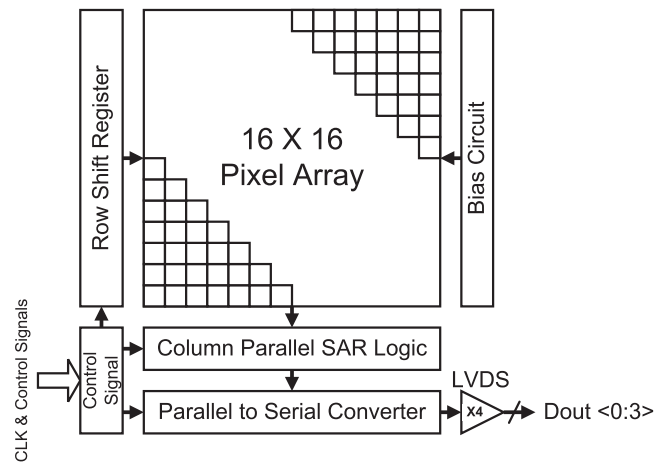 Row Shift Register
16 X 16
Pixel Array
Bias Circuit
CLK & Control Signals
Control
Signal
Column Parallel SAR Logic
Parallel to Serial Converter
LVDS
X4
Dout <0:3>